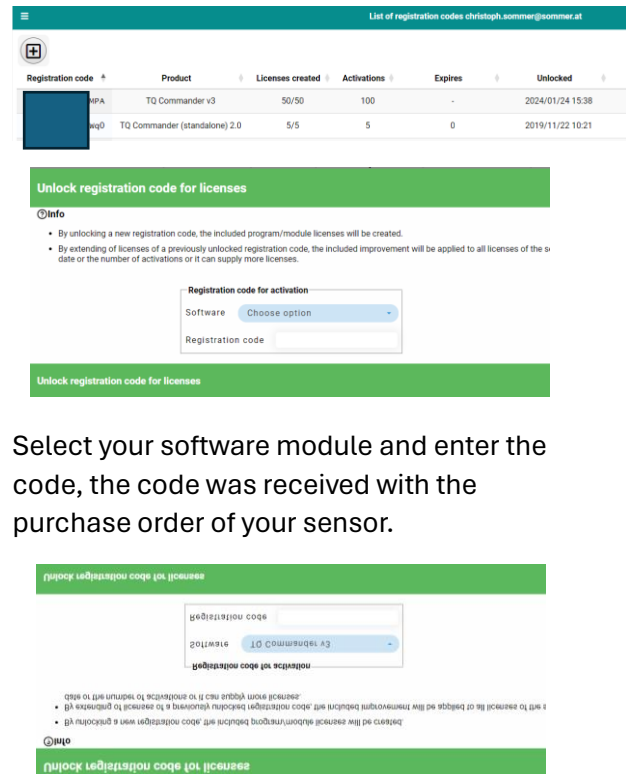 List of registration codes christoph.sommer@sommer.at
Registration code Product Licenses created Activations Expires Unlocked
MPA TQ Commander v3 50/50 100 - 2024/01/24 15:38
wq0 TQ Commander (standalone) 2.0 5/5 5 0 2019/11/22 10:21
Unlock registration code for licenses
Info
• By unlocking a new registration code, the included program/module licenses will be created.
• By extending of licenses of a previously unlocked registration code, the included improvement will be applied to all licenses of the
date or the number of activations or it can supply more licenses.
Registration code for activation
Software Choose option
Registration code
Unlock registration code for licenses
Select your software module and enter the
code, the code was received with the
purchase order of your sensor.
Unlock registration code for licenses
Registration code
Software TQ Commander v3
Registration code for activation
date or the number of activations or it can supply more licenses.
• By extending of licenses of a previously unlocked registration code, the included improvement will be applied to all licenses of the
• By unlocking a new registration code, the included program/module licenses will be created.
Info
Unlock registration code for licenses